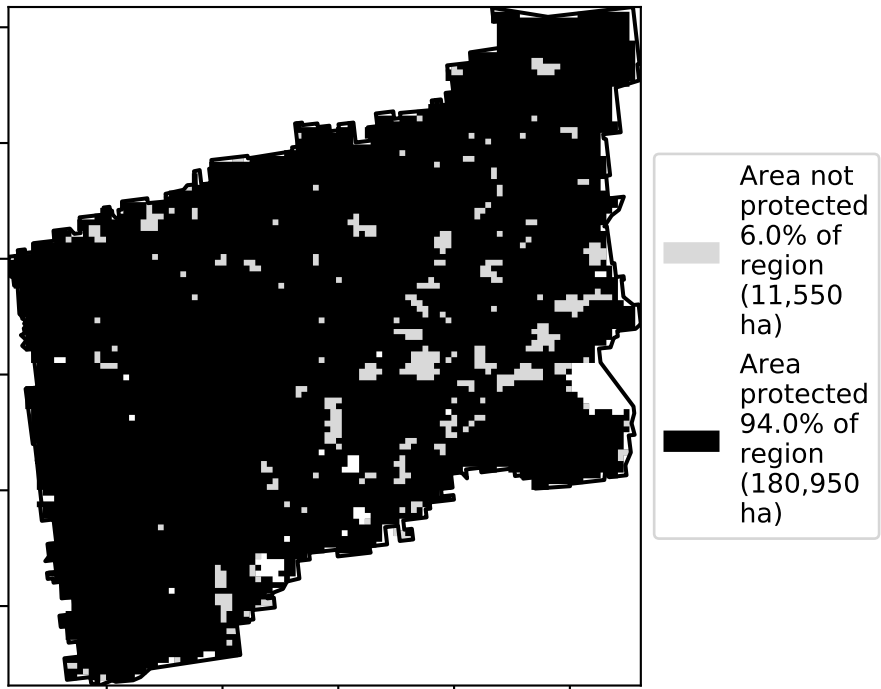 Area not
protected
6.0% of
region
(11,550
ha)
Area
protected
94.0% of
region
(180,950
ha)